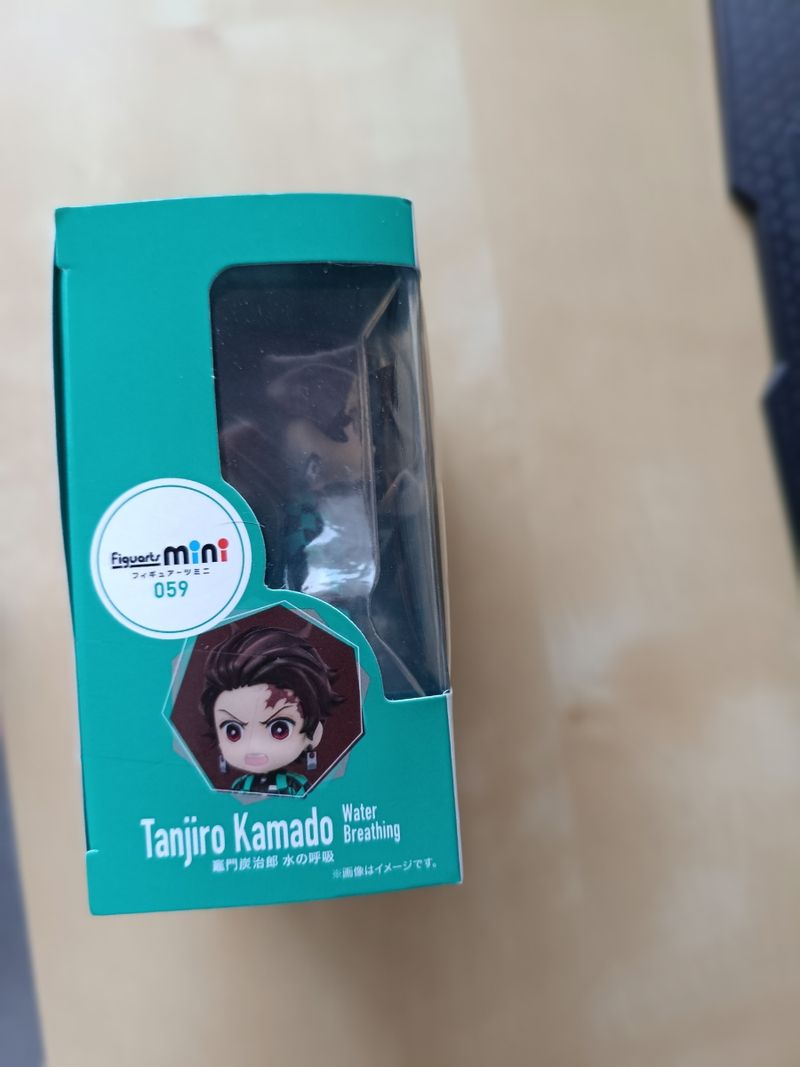 Figuarts mini
フィギュアーツミニ
059
Tanjiro Kamado Water
Breathing
竈門炭治郎 水の呼吸
※画像はイメージです。